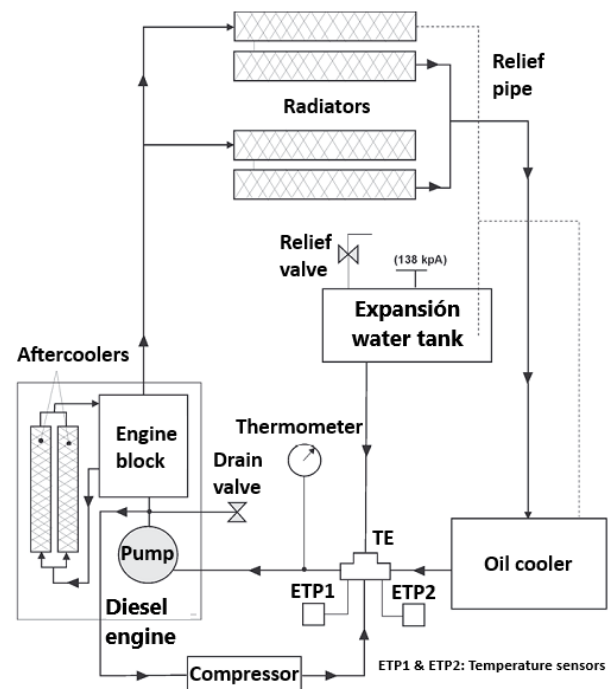 Radiators
Relief
pipe
Relief
valve
(138 kpA)
Expansión
water tank
Aftercoolers
Engine
block
Thermometer
Drain
valve
Pump
TE
Oil cooler
ETP1
ETP2
Diesel
engine
Compressor
ETP1 & ETP2: Temperature sensors